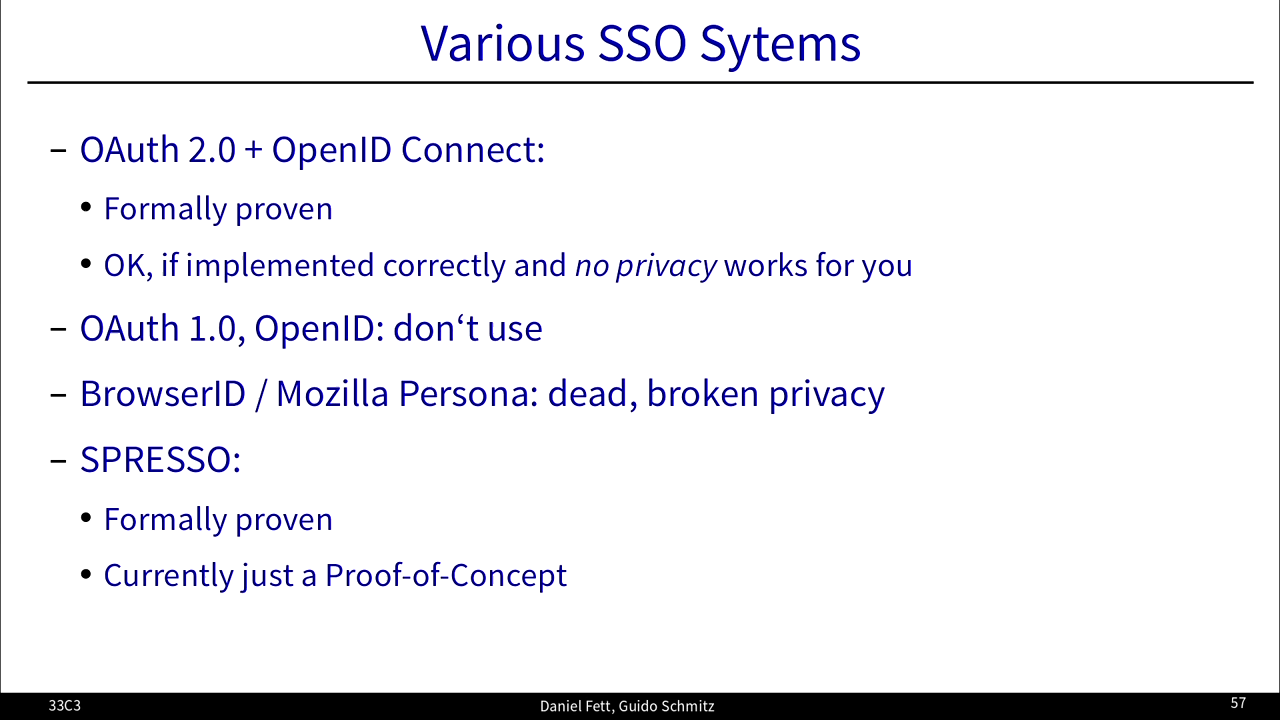 Various SSO Sytems
– OAuth 2.0 + OpenID Connect:
• Formally proven
• OK, if implemented correctly and no privacy works for you
– OAuth 1.0, OpenID: don‘t use
– BrowserID / Mozilla Persona: dead, broken privacy
– SPRESSO:
• Formally proven
• Currently just a Proof-of-Concept
33C3
Daniel Fett, Guido Schmitz
57